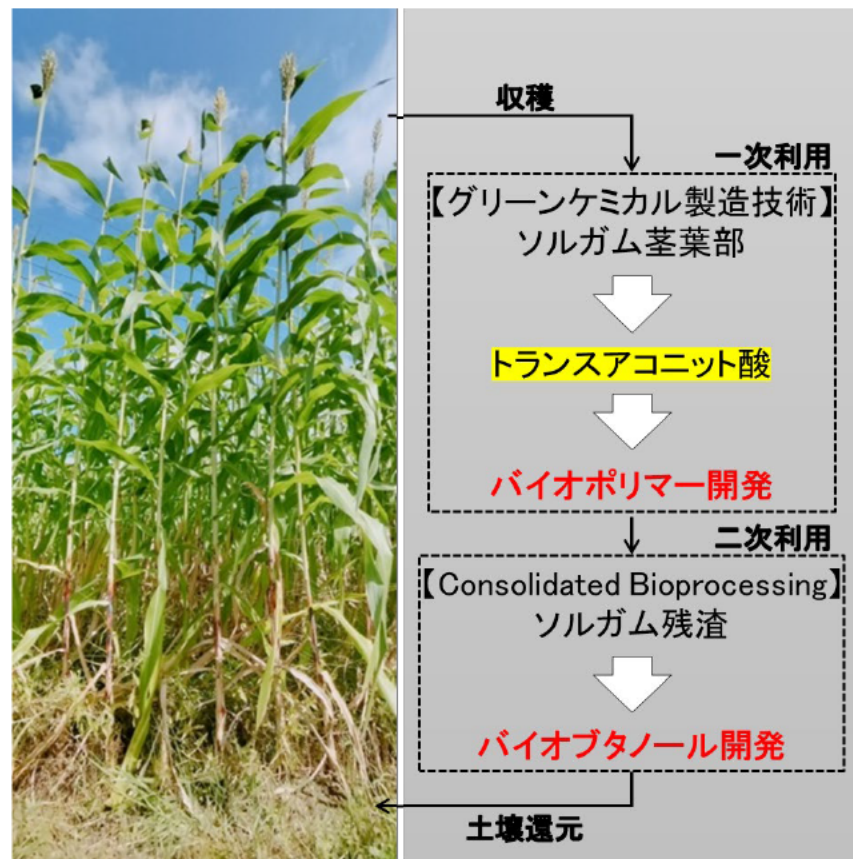 収穫
一次利用
【グリーンケミカル製造技術】
ソルガム茎葉部
トランスアコニット酸
バイオポリマー開発
二次利用
【Consolidated Bioprocessing】
ソルガム残渣
バイオブタノール開発
土壌還元